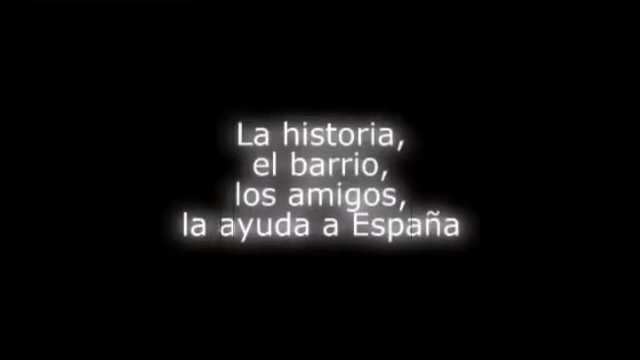 La historia,
el barrio,
los amigos,
la ayuda a España